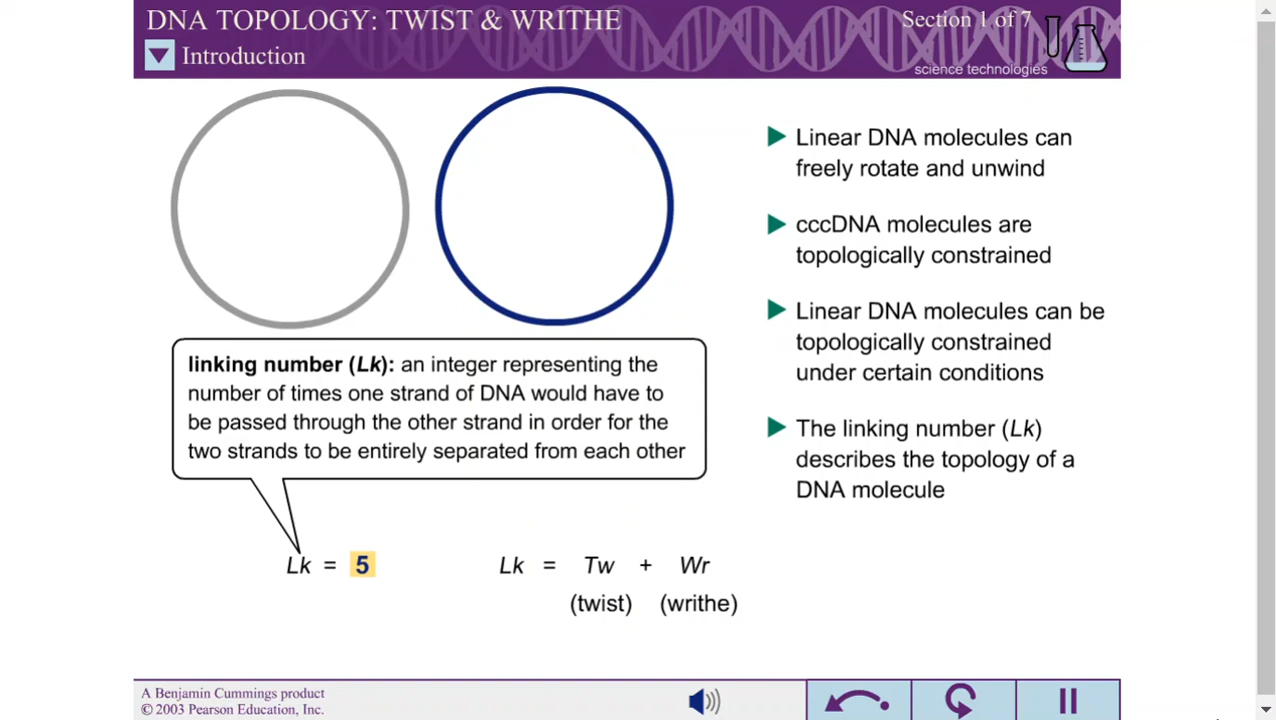 DNA TOPOLOGY: TWIST & WRITHE
Section 1 of 7
Introduction
science technologies
Linear DNA molecules can
freely rotate and unwind
cccDNA molecules are
topologically constrained
Linear DNA molecules can be
topologically constrained
under certain conditions
The linking number (Lk)
describes the topology of a
DNA molecule
linking number (Lk): an integer representing the
number of times one strand of DNA would have to
be passed through the other strand in order for the
two strands to be entirely separated from each other
Lk = 5
Lk = Tw + Wr
(twist) (writhe)
A Benjamin Cummings product
© 2003 Pearson Education, Inc.